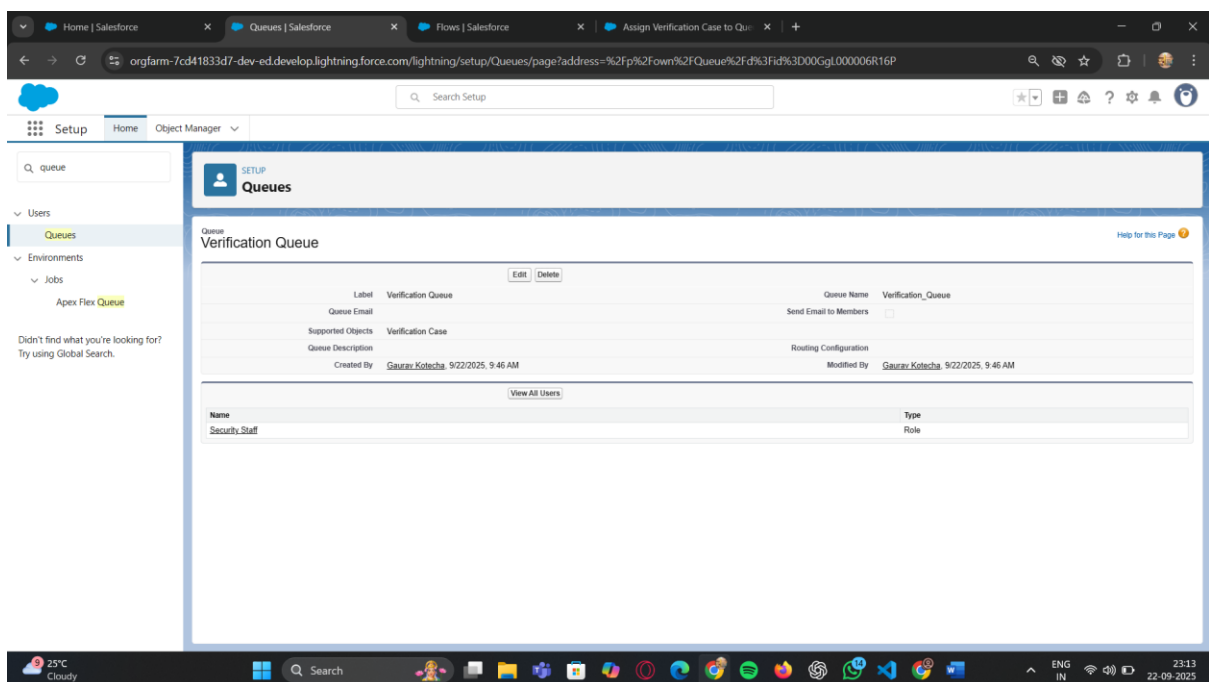 Home | Salesforce
Queues | Salesforce
Flows | Salesforce
Assign Verification Case to Que
orgfarm-7cd41833d7-dev-ed.develop.lightning.force.com/lightning/setup/Queues/page?address=%2Fp%2Fown%2FQueue%2Fd%3Fid%3D00GgL000006R16P
Search Setup
Setup Home Object Manager
queue
SETUP
Queues
Users
Queues
Environments
Jobs
Apex Flex Queue
Didn't find what you're looking for?
Try using Global Search.
Queue
Verification Queue
Help for this Page
Edit Delete
Label Verification Queue Queue Name Verification_Queue
Queue Email Send Email to Members
Supported Objects Verification Case
Queue Description Routing Configuration
Created By Gaurav Kotecha, 9/22/2025, 9:46 AM Modified By Gaurav Kotecha, 9/22/2025, 9:46 AM
View All Users
Name Type
Security Staff Role
9 25°C
Cloudy
Search
14
ENG
IN
23:13
22-09-2025